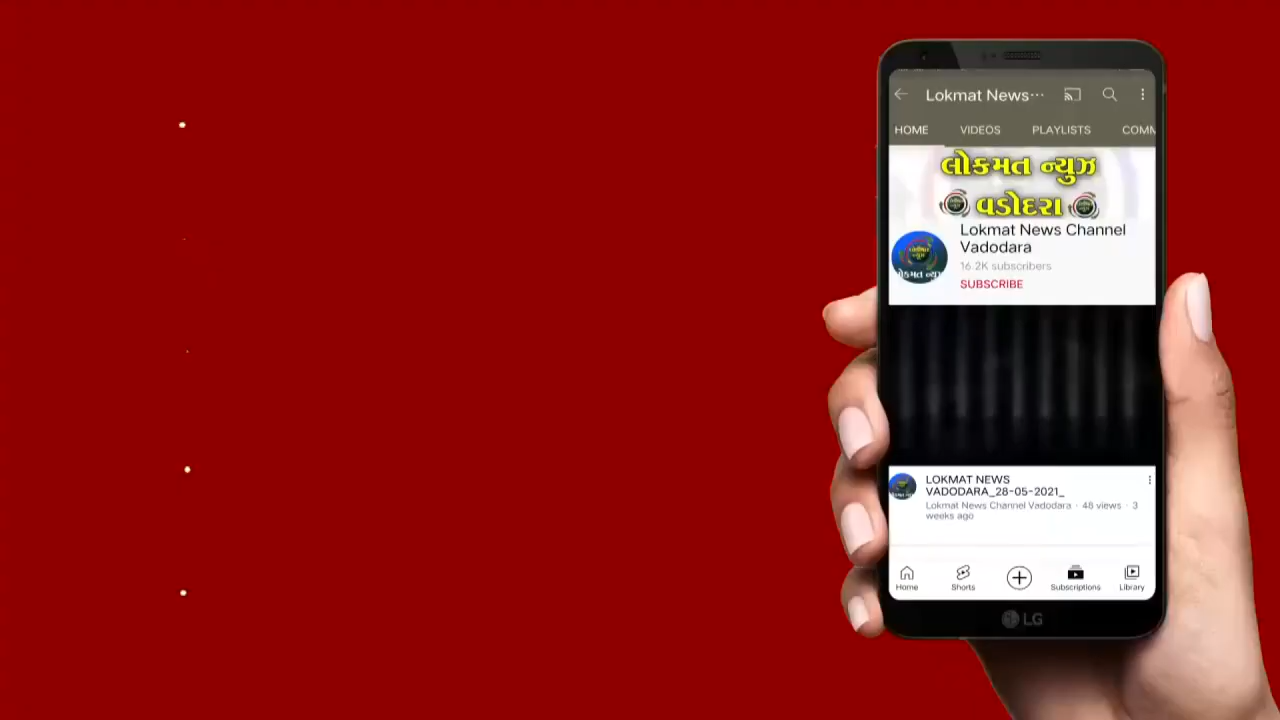 Lokmat News...
HOME VIDEOS PLAYLISTS COMM
લોકમત ન્યુઝ
વડોદરા
Lokmat News Channel
Vadodara
16.2K subscribers
SUBSCRIBE
LOKMAT NEWS
VADODARA_28-05-2021_
Lokmat News Channel Vadodara · 48 views · 3
weeks ago
Home Shorts Subscriptions Library
LG